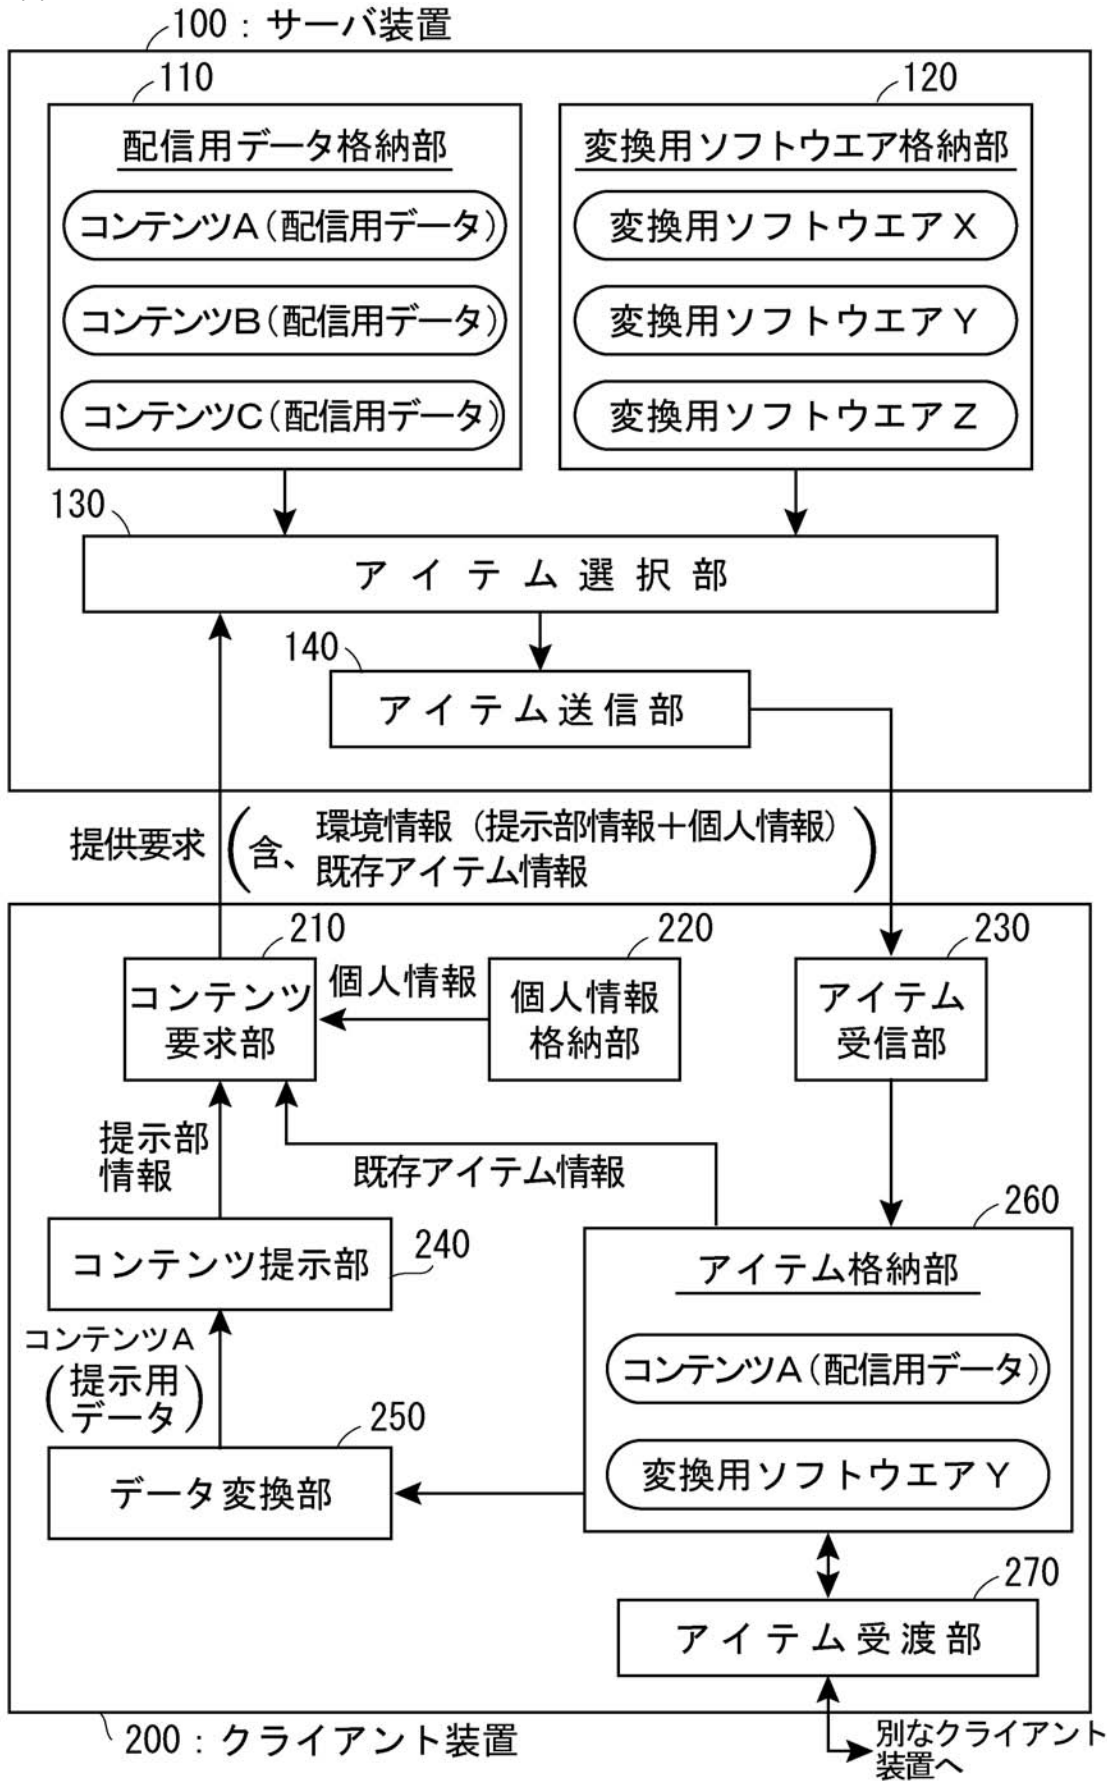 100：サーバ装置
110
120
配信用データ格納部
変換用ソフトウエア格納部
コンテンツA（配信用データ）
変換用ソフトウエアX
コンテンツB（配信用データ）
変換用ソフトウエアY
コンテンツC（配信用データ）
変換用ソフトウエアZ
130
アイテム選択部
140
アイテム送信部
提供要求
含、
環境情報（提示部情報＋個人情報）
既存アイテム情報
210
220
230
コンテンツ
要求部
個人情報
個人情報
格納部
アイテム
受信部
提示部
情報
既存アイテム情報
260
コンテンツ提示部
240
アイテム格納部
コンテンツA
（提示用
データ）
コンテンツA（配信用データ）
250
データ変換部
変換用ソフトウエアY
270
アイテム受渡部
200：クライアント装置
別なクライアント
装置へ